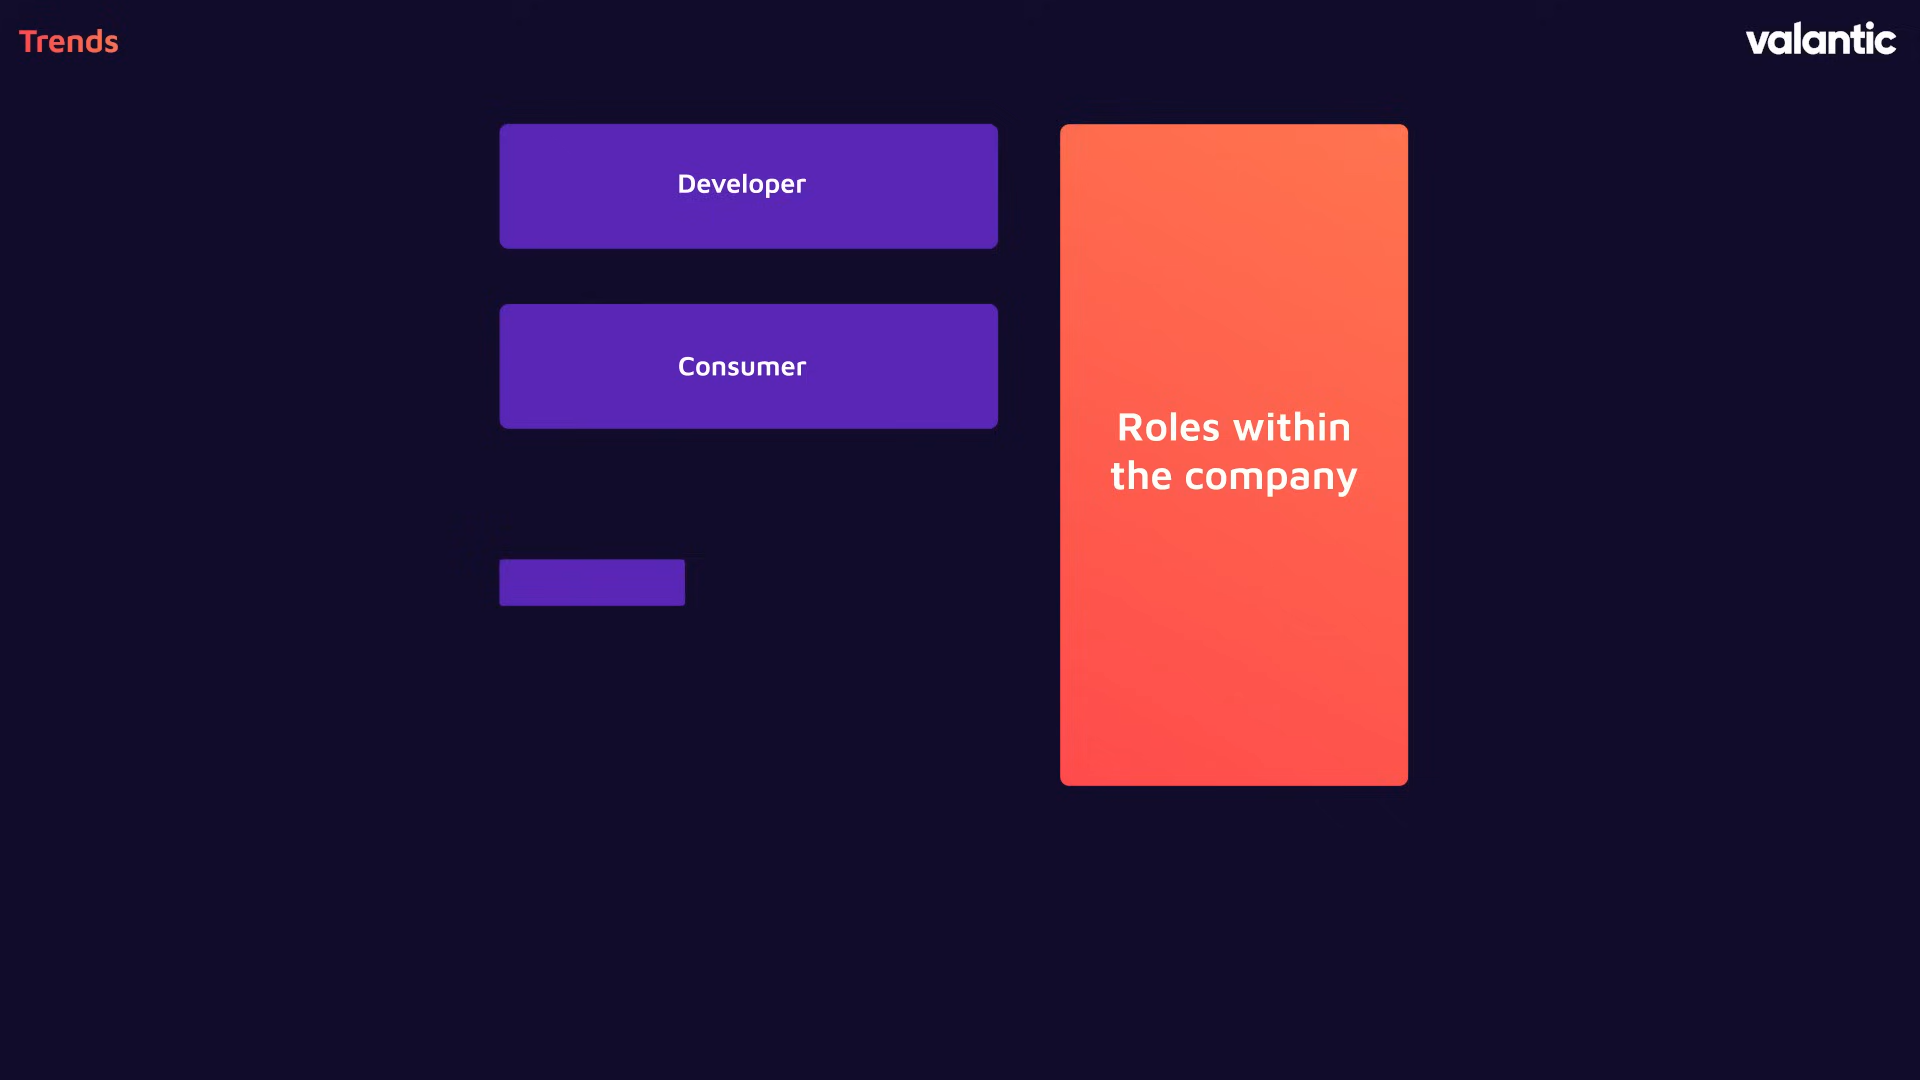 Trends
valantic
Developer
Consumer
Roles within
the company